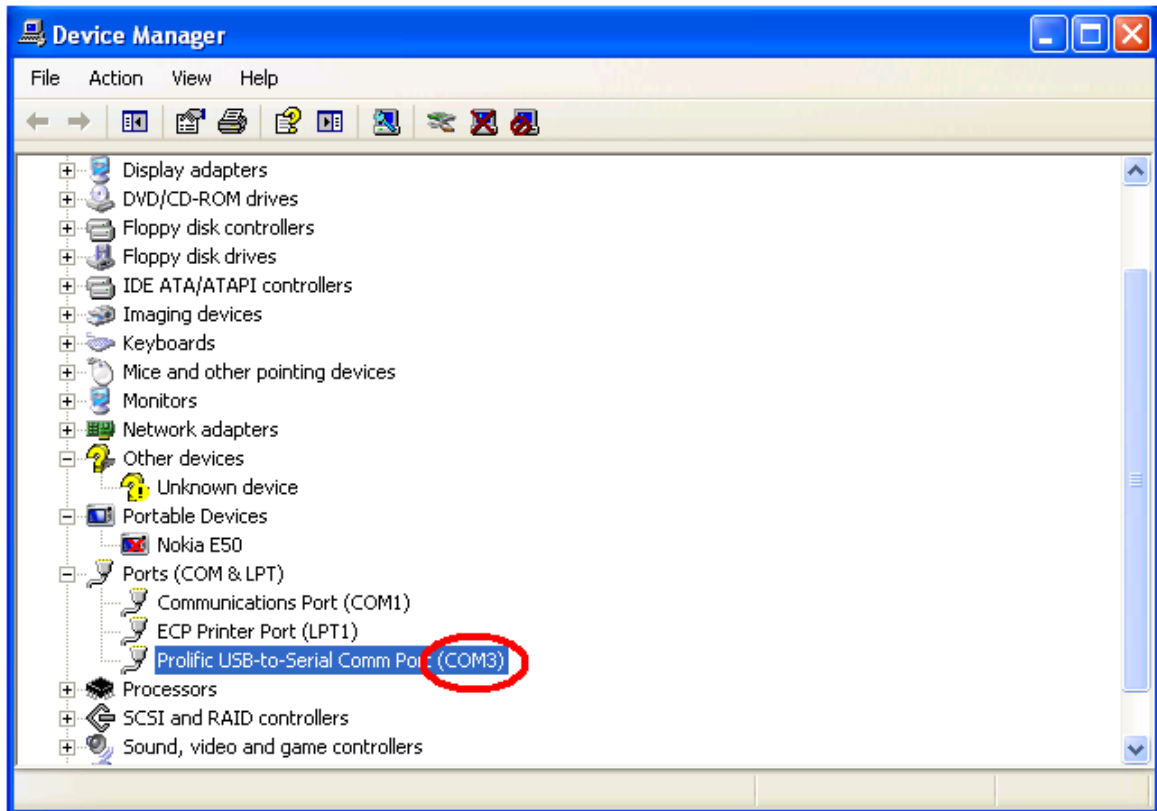 Device Manager
File Action View Help
Display adapters
DVD/CD-ROM drives
Floppy disk controllers
Floppy disk drives
IDE ATA/ATAPI controllers
Imaging devices
Keyboards
Mice and other pointing devices
Monitors
Network adapters
Other devices
Unknown device
Portable Devices
Nokia E50
Ports (COM & LPT)
Communications Port (COM1)
ECP Printer Port (LPT1)
Prolific USB-to-Serial Comm Port (COM3)
Processors
SCSI and RAID controllers
Sound, video and game controllers